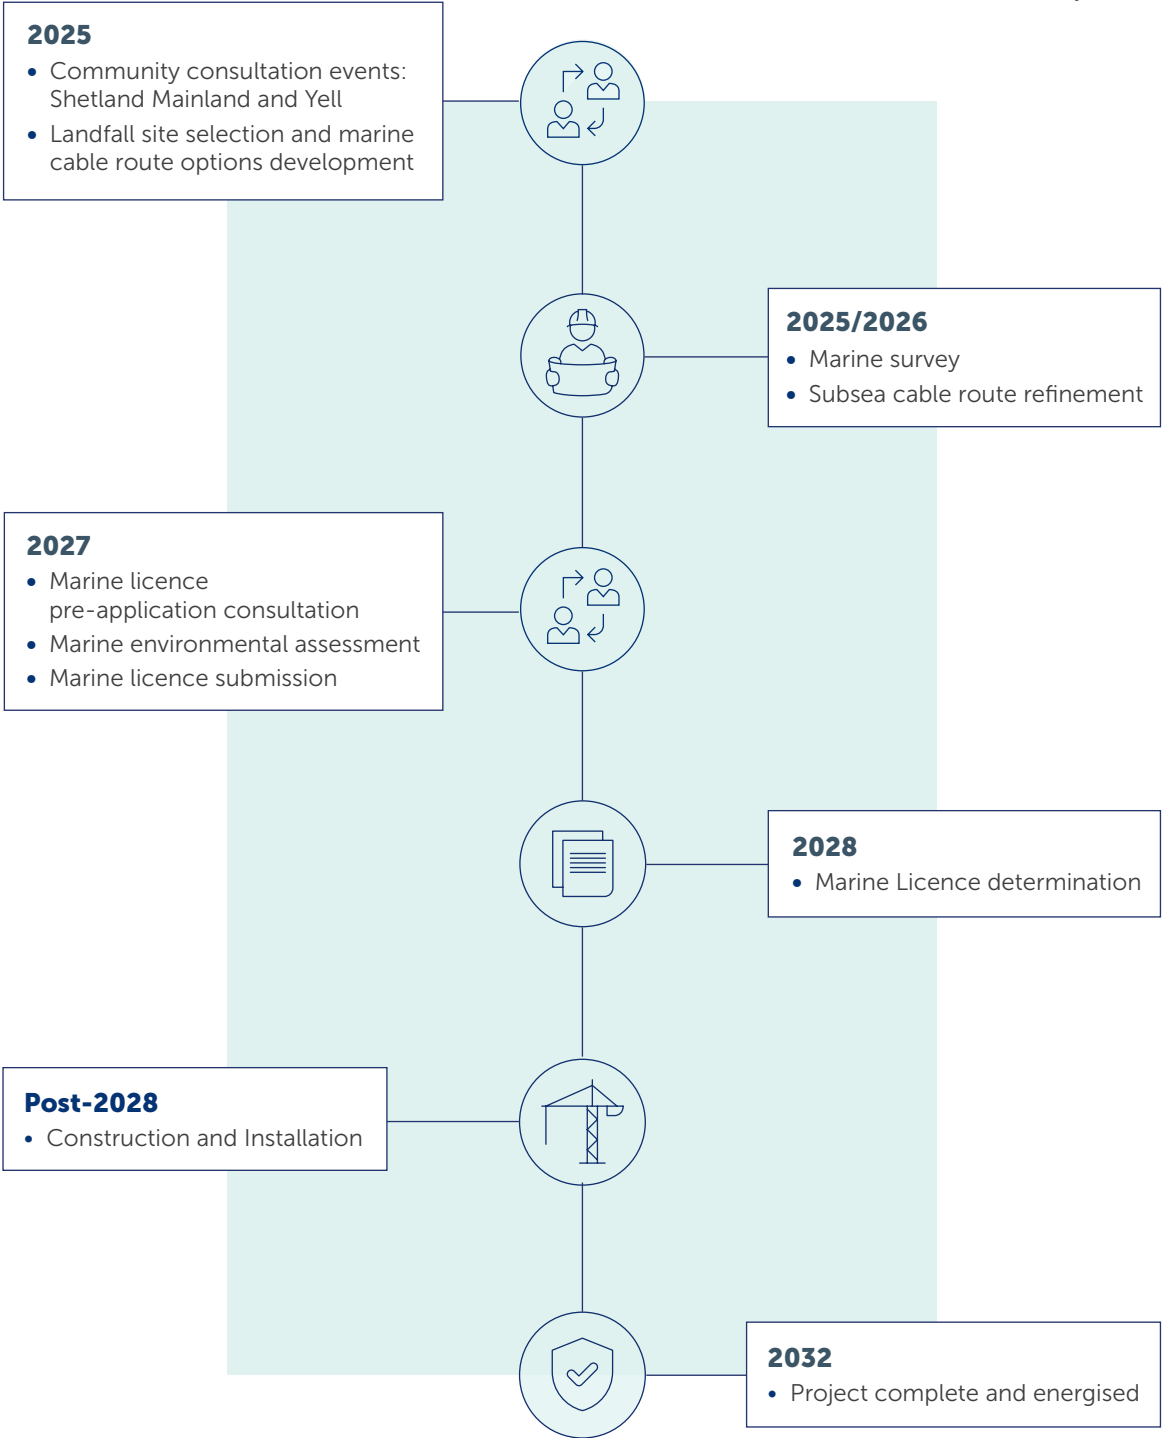 2025
• Community consultation events:
Shetland Mainland and Yell
• Landfall site selection and marine
cable route options development
2025/2026
• Marine survey
• Subsea cable route refinement
2027
• Marine licence
pre-application consultation
• Marine environmental assessment
• Marine licence submission
2028
• Marine Licence determination
Post-2028
• Construction and Installation
2032
• Project complete and energised